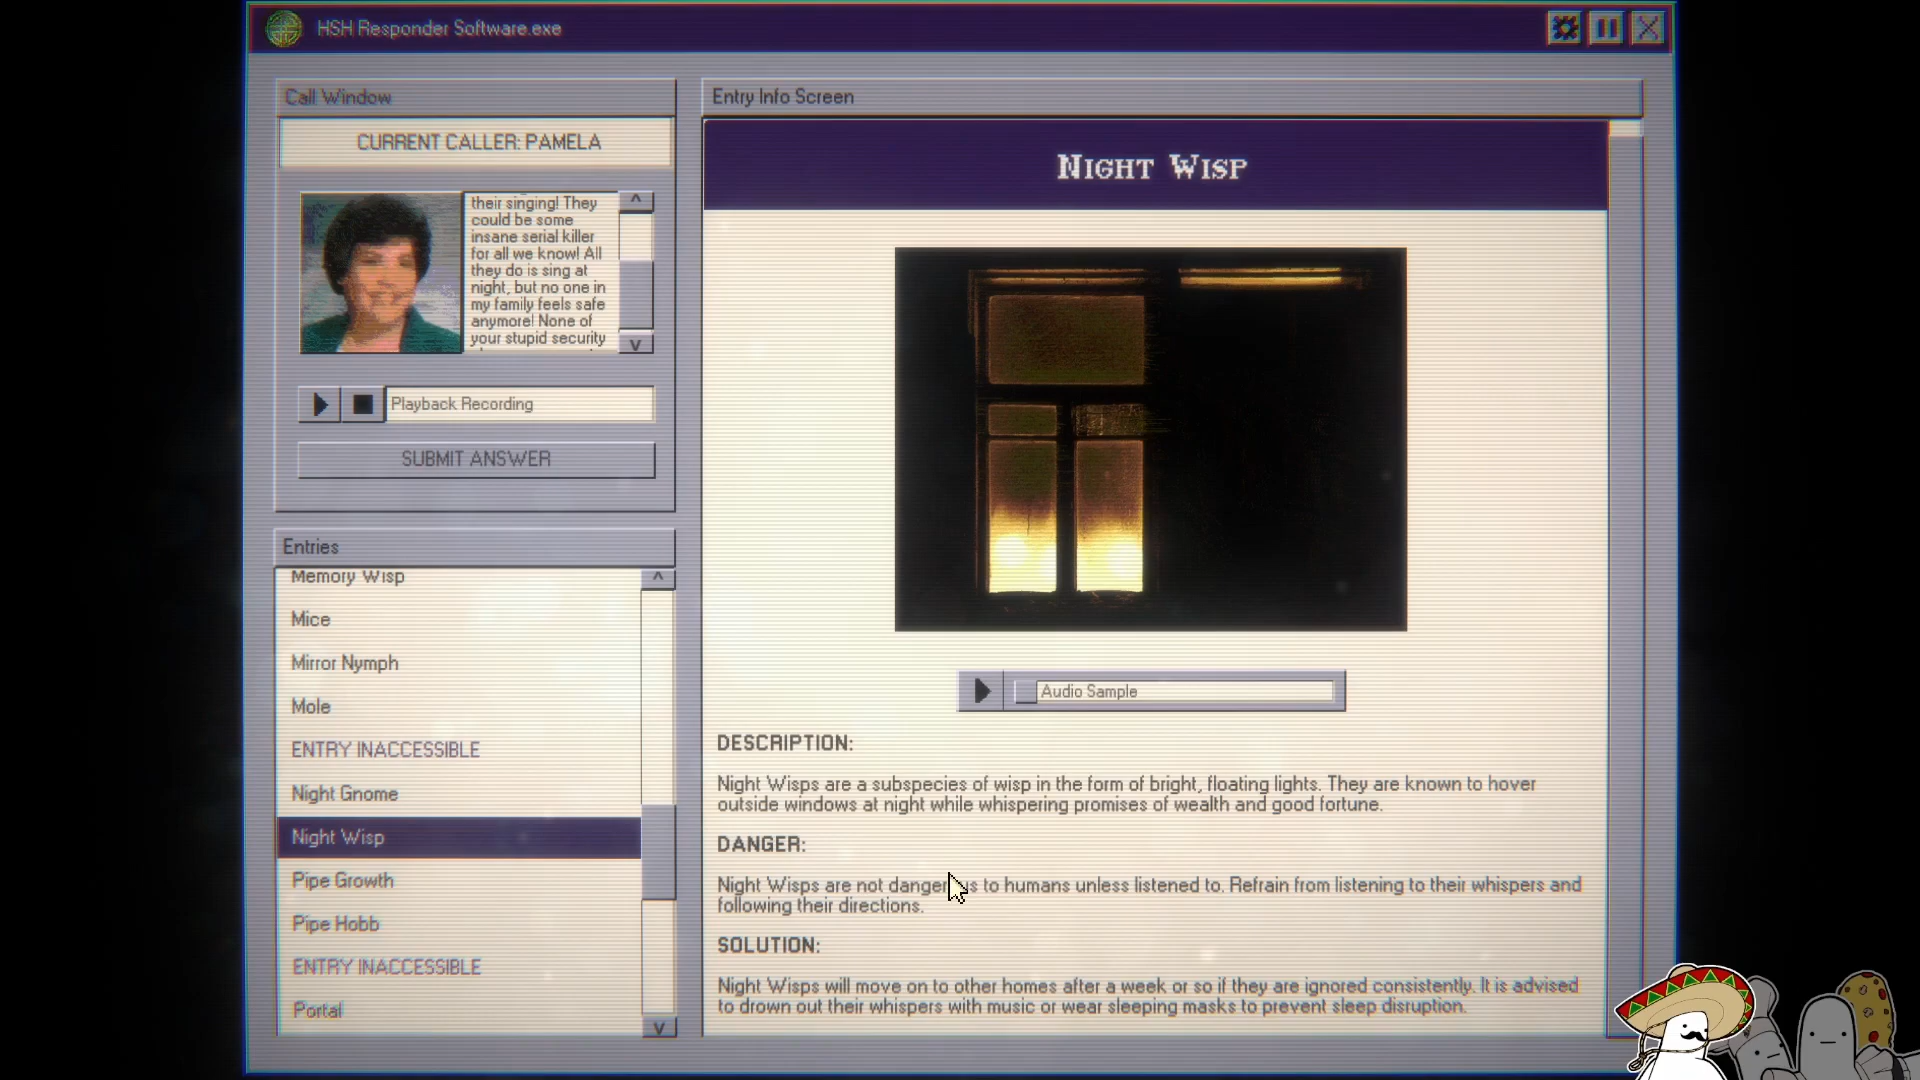 HSH Responder Software.exe
Call Window
CURRENT CALLER: PAMELA
their singing! They
could be some
insane serial killer
for all we know! All
they do is sing at
night, but no one in
my family feels safe
anymore! None of
your stupid security
Playback Recording
SUBMIT ANSWER
Entries
Memory Wisp
Mice
Mirror Nymph
Mole
ENTRY INACCESSIBLE
Night Gnome
Night Wisp
Pipe Growth
Pipe Hobb
ENTRY INACCESSIBLE
Portal
Entry Info Screen
NIGHT WISP
Audio Sample
DESCRIPTION:
Night Wisps are a subspecies of wisp in the form of bright, floating lights. They are known to hover
outside windows at night while whispering promises of wealth and good fortune.
DANGER:
Night Wisps are not dangerous to humans unless listened to. Refrain from listening to their whispers and
following their directions.
SOLUTION:
Night Wisps will move on to other homes after a week or so if they are ignored consistently. It is advised
to drown out their whispers with music or wear sleeping masks to prevent sleep disruption.